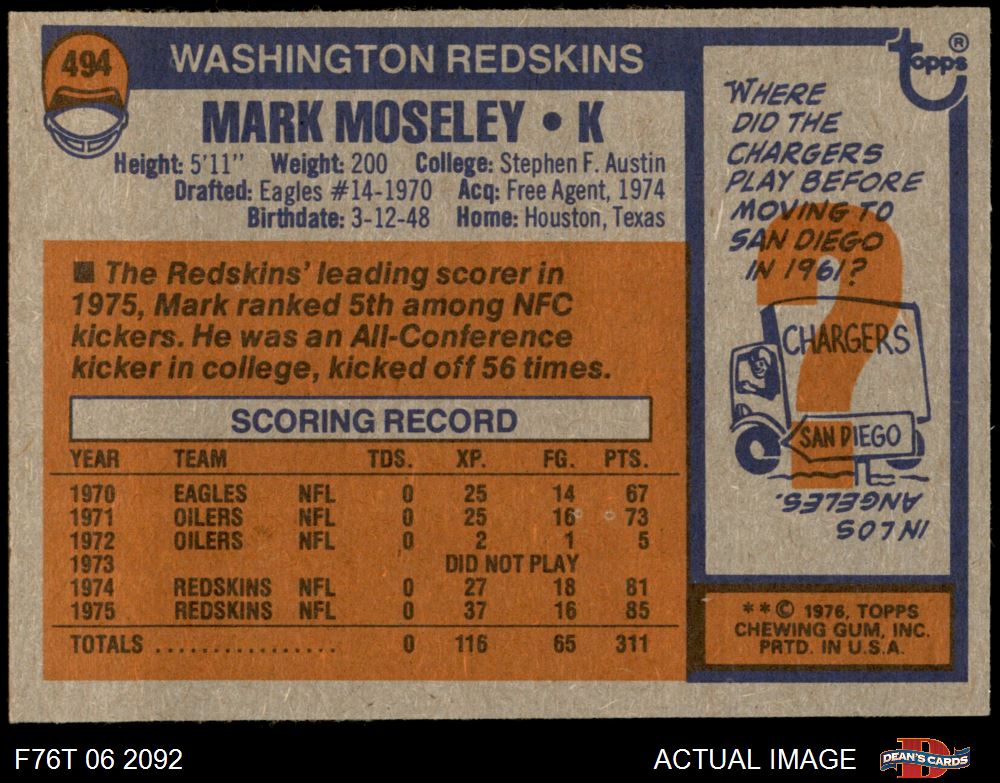 494
WASHINGTON REDSKINS
MARK MOSELEY • K
Height: 5'11" Weight: 200 College: Stephen F. Austin
Drafted: Eagles #14-1970 Acq: Free Agent, 1974
Birthdate: 3-12-48 Home: Houston, Texas
■ The Redskins' leading scorer in
1975, Mark ranked 5th among NFC
kickers. He was an All-Conference
kicker in college, kicked off 56 times.
SCORING RECORD
YEAR TEAM TDS. XP. FG. PTS.
1970 EAGLES NFL 0 25 14 67
1971 OILERS NFL 0 25 16 73
1972 OILERS NFL 0 2 1 5
1973 DID NOT PLAY
1974 REDSKINS NFL 0 27 18 81
1975 REDSKINS NFL 0 37 16 85
TOTALS ................ 0 116 65 311
topps ®
WHERE
DID THE
CHARGERS
PLAY BEFORE
MOVING TO
SAN DIEGO
IN 1961?
?
CHARGERS
SAN DIEGO
IN LOS
ANGELES.
** © 1976, TOPPS
CHEWING GUM, INC.
PRTD. IN U.S.A.
F76T 06 2092
ACTUAL IMAGE
D
DEAN'S CARDS